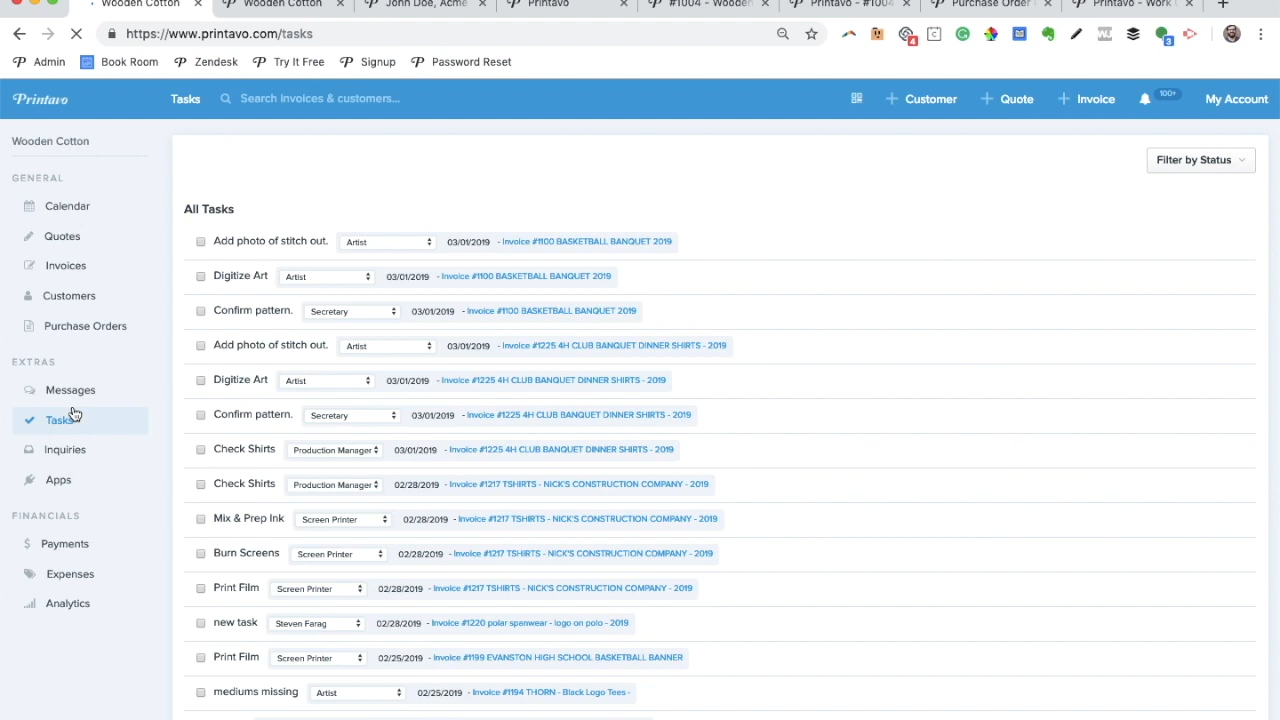 Wooden Cotton × Wooden Cotton × John Doe, Acme × Printavo × #1004 - Wooden × Printavo - #1004 × Purchase Order × Printavo - Work ×
https://www.printavo.com/tasks
4
3
Admin Book Room Zendesk Try It Free Signup Password Reset
Printavo Tasks Search Invoices & customers... Customer Quote Invoice 100+ My Account
Wooden Cotton
GENERAL
Calendar
Quotes
Invoices
Customers
Purchase Orders
EXTRAS
Messages
Tasks
Inquiries
Apps
FINANCIALS
Payments
Expenses
Analytics
Filter by Status
All Tasks
Add photo of stitch out. Artist 03/01/2019 - Invoice #1100 BASKETBALL BANQUET 2019
Digitize Art Artist 03/01/2019 - Invoice #1100 BASKETBALL BANQUET 2019
Confirm pattern. Secretary 03/01/2019 - Invoice #1100 BASKETBALL BANQUET 2019
Add photo of stitch out. Artist 03/01/2019 - Invoice #1225 4H CLUB BANQUET DINNER SHIRTS - 2019
Digitize Art Artist 03/01/2019 - Invoice #1225 4H CLUB BANQUET DINNER SHIRTS - 2019
Confirm pattern. Secretary 03/01/2019 - Invoice #1225 4H CLUB BANQUET DINNER SHIRTS - 2019
Check Shirts Production Manager 03/01/2019 - Invoice #1225 4H CLUB BANQUET DINNER SHIRTS - 2019
Check Shirts Production Manager 02/28/2019 - Invoice #1217 TSHIRTS - NICK'S CONSTRUCTION COMPANY - 2019
Mix & Prep Ink Screen Printer 02/28/2019 - Invoice #1217 TSHIRTS - NICK'S CONSTRUCTION COMPANY - 2019
Burn Screens Screen Printer 02/28/2019 - Invoice #1217 TSHIRTS - NICK'S CONSTRUCTION COMPANY - 2019
Print Film Screen Printer 02/28/2019 - Invoice #1217 TSHIRTS - NICK'S CONSTRUCTION COMPANY - 2019
new task Steven Farag 02/28/2019 - Invoice #1220 polar spanwear - logo on polo - 2019
Print Film Screen Printer 02/25/2019 - Invoice #1199 EVANSTON HIGH SCHOOL BASKETBALL BANNER
mediums missing Artist 02/25/2019 - Invoice #1194 THORN - Black Logo Tees -